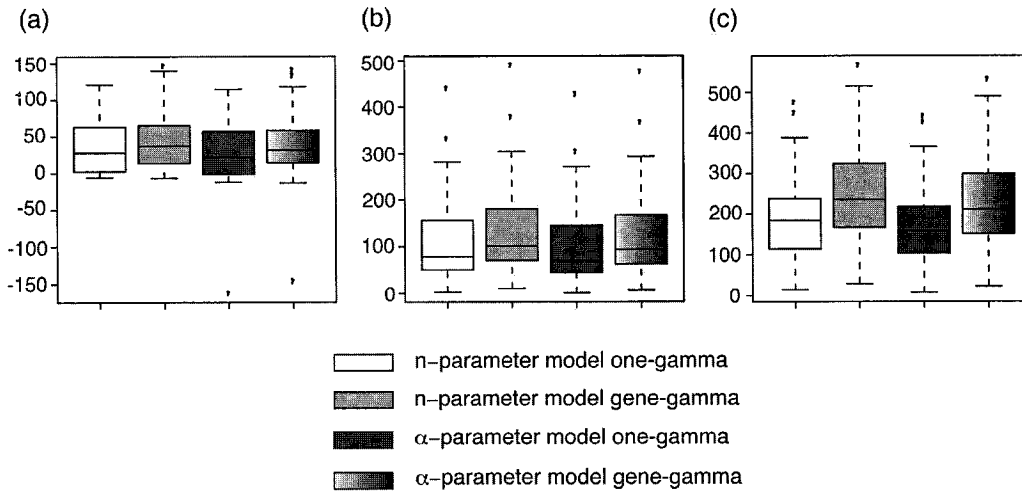 (a)
150
100
50
0
-50
-100
-150
(b)
500
400
300
200
100
0
(c)
500
400
300
200
100
0
n-parameter model one-gamma
n-parameter model gene-gamma
α-parameter model one-gamma
α-parameter model gene-gamma